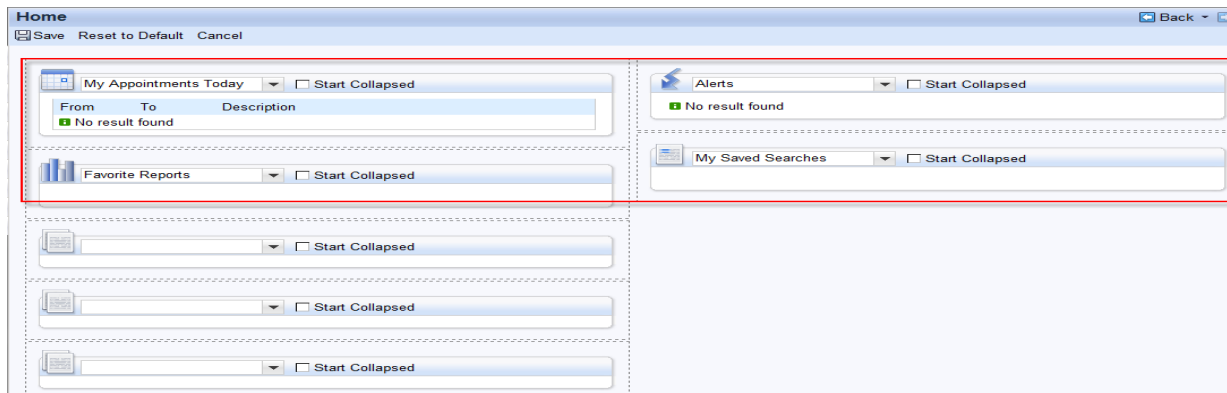 Home
Back
Save Reset to Default Cancel
My Appointments Today Start Collapsed
From To Description
No result found
Favorite Reports Start Collapsed
Start Collapsed
Start Collapsed
Start Collapsed
Alerts Start Collapsed
No result found
My Saved Searches Start Collapsed